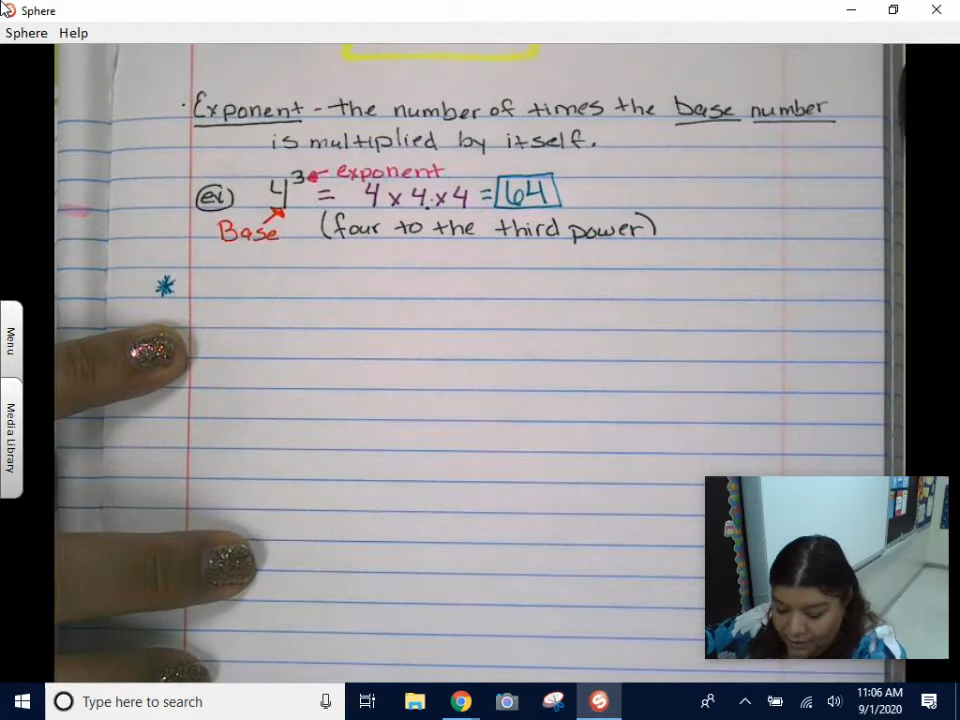 Sphere
Sphere Help
· Exponent - the number of times the base number
is multiplied by itself.
exponent
ex) 4³ = 4 x 4 x 4 = 64
Base (four to the third power)
*
Menu
Media Library
Type here to search
11:06 AM
9/1/2020